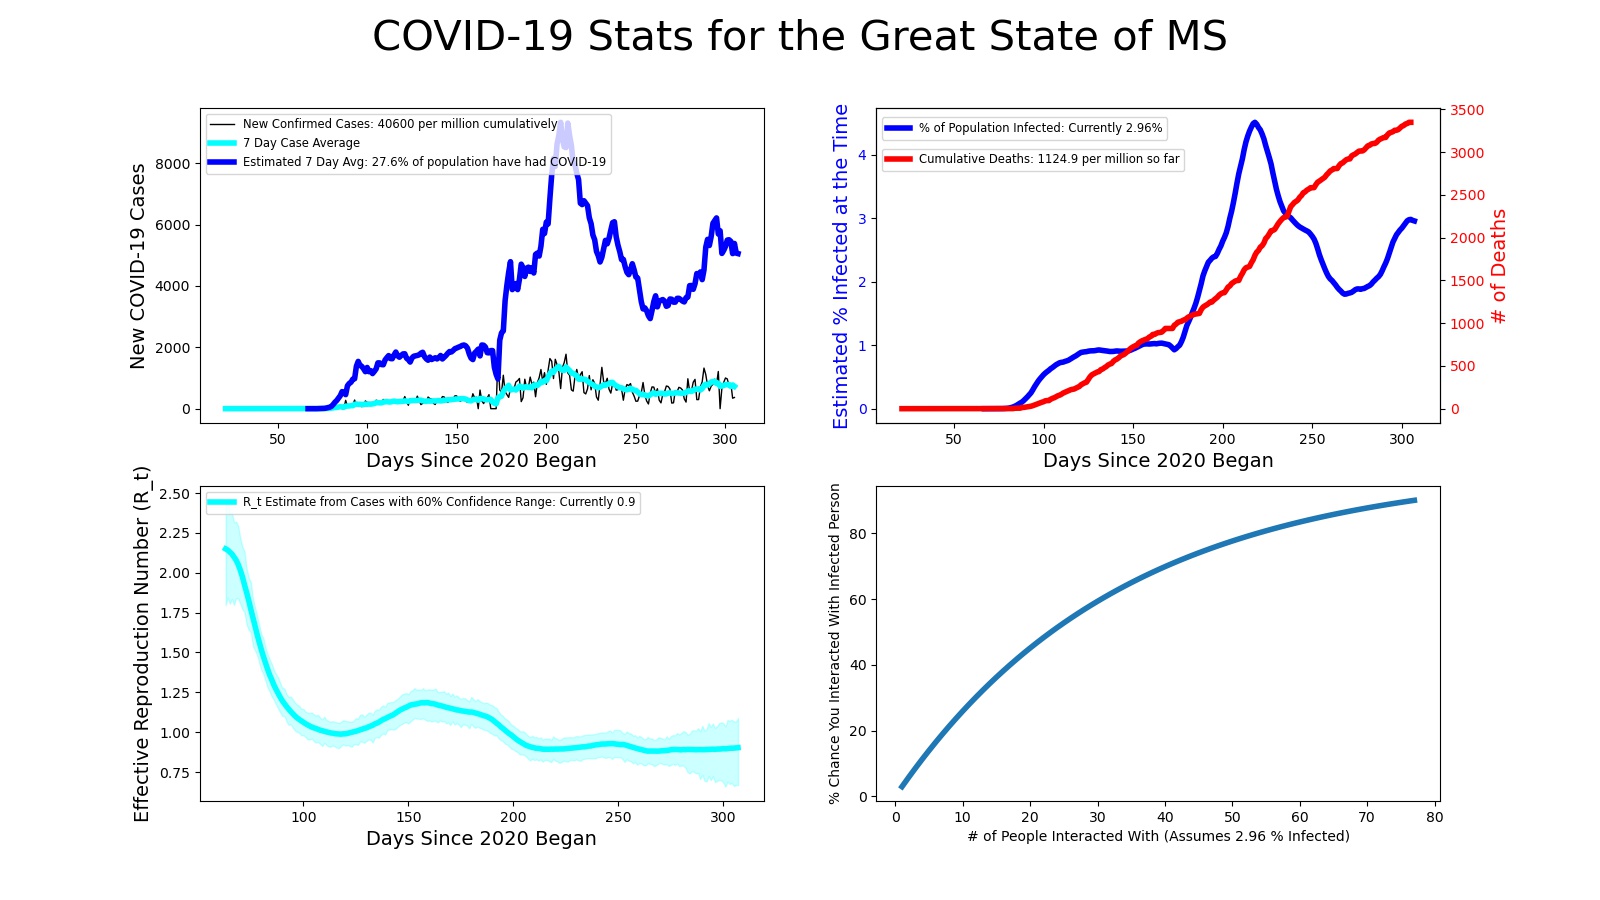 COVID-19 Stats for the Great State of MS
New COVID-19 Cases
8000
6000
4000
2000
0
New Confirmed Cases: 40600 per million cumulatively
7 Day Case Average
Estimated 7 Day Avg: 27.6% of population have had COVID-19
50 100 150 200 250 300
Days Since 2020 Began
Estimated % Infected at the Time
4
3
2
1
0
% of Population Infected: Currently 2.96%
Cumulative Deaths: 1124.9 per million so far
3500
3000
2500
2000
1500
1000
500
0
# of Deaths
50 100 150 200 250 300
Days Since 2020 Began
Effective Reproduction Number (R_t)
2.50
2.25
2.00
1.75
1.50
1.25
1.00
0.75
R_t Estimate from Cases with 60% Confidence Range: Currently 0.9
100 150 200 250 300
Days Since 2020 Began
% Chance You Interacted With Infected Person
80
60
40
20
0
0 10 20 30 40 50 60 70 80
# of People Interacted With (Assumes 2.96 % Infected)